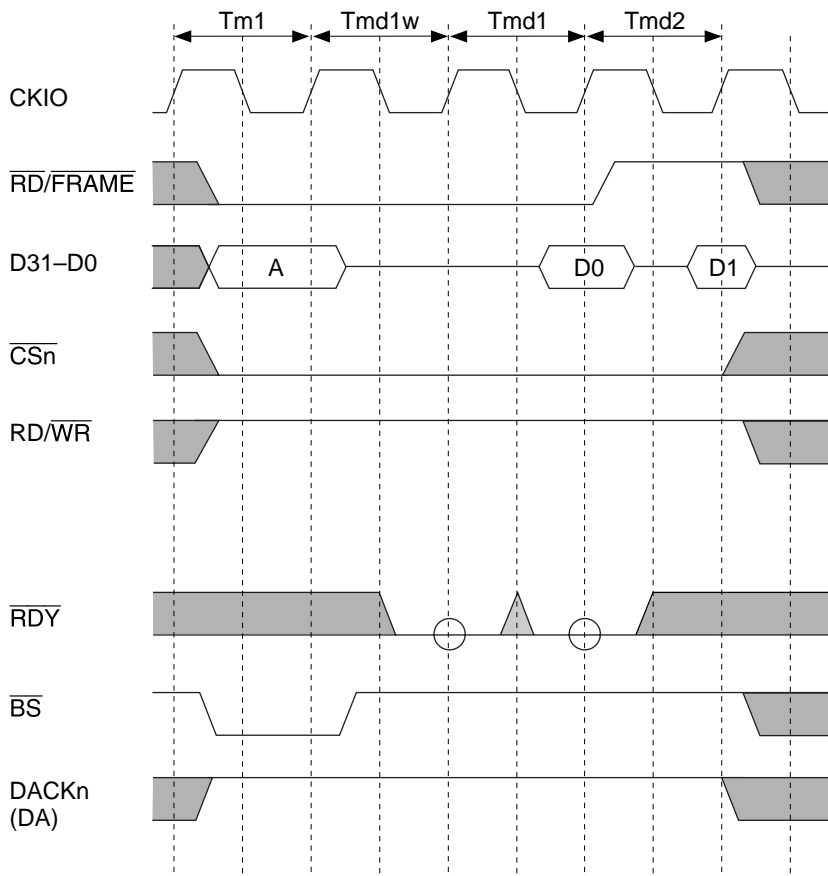 Tm1 Tmd1w Tmd1 Tmd2
CKIO
RD/FRAME
D31–D0 A D0 D1
CSn
RD/WR
RDY
BS
DACKn
(DA)